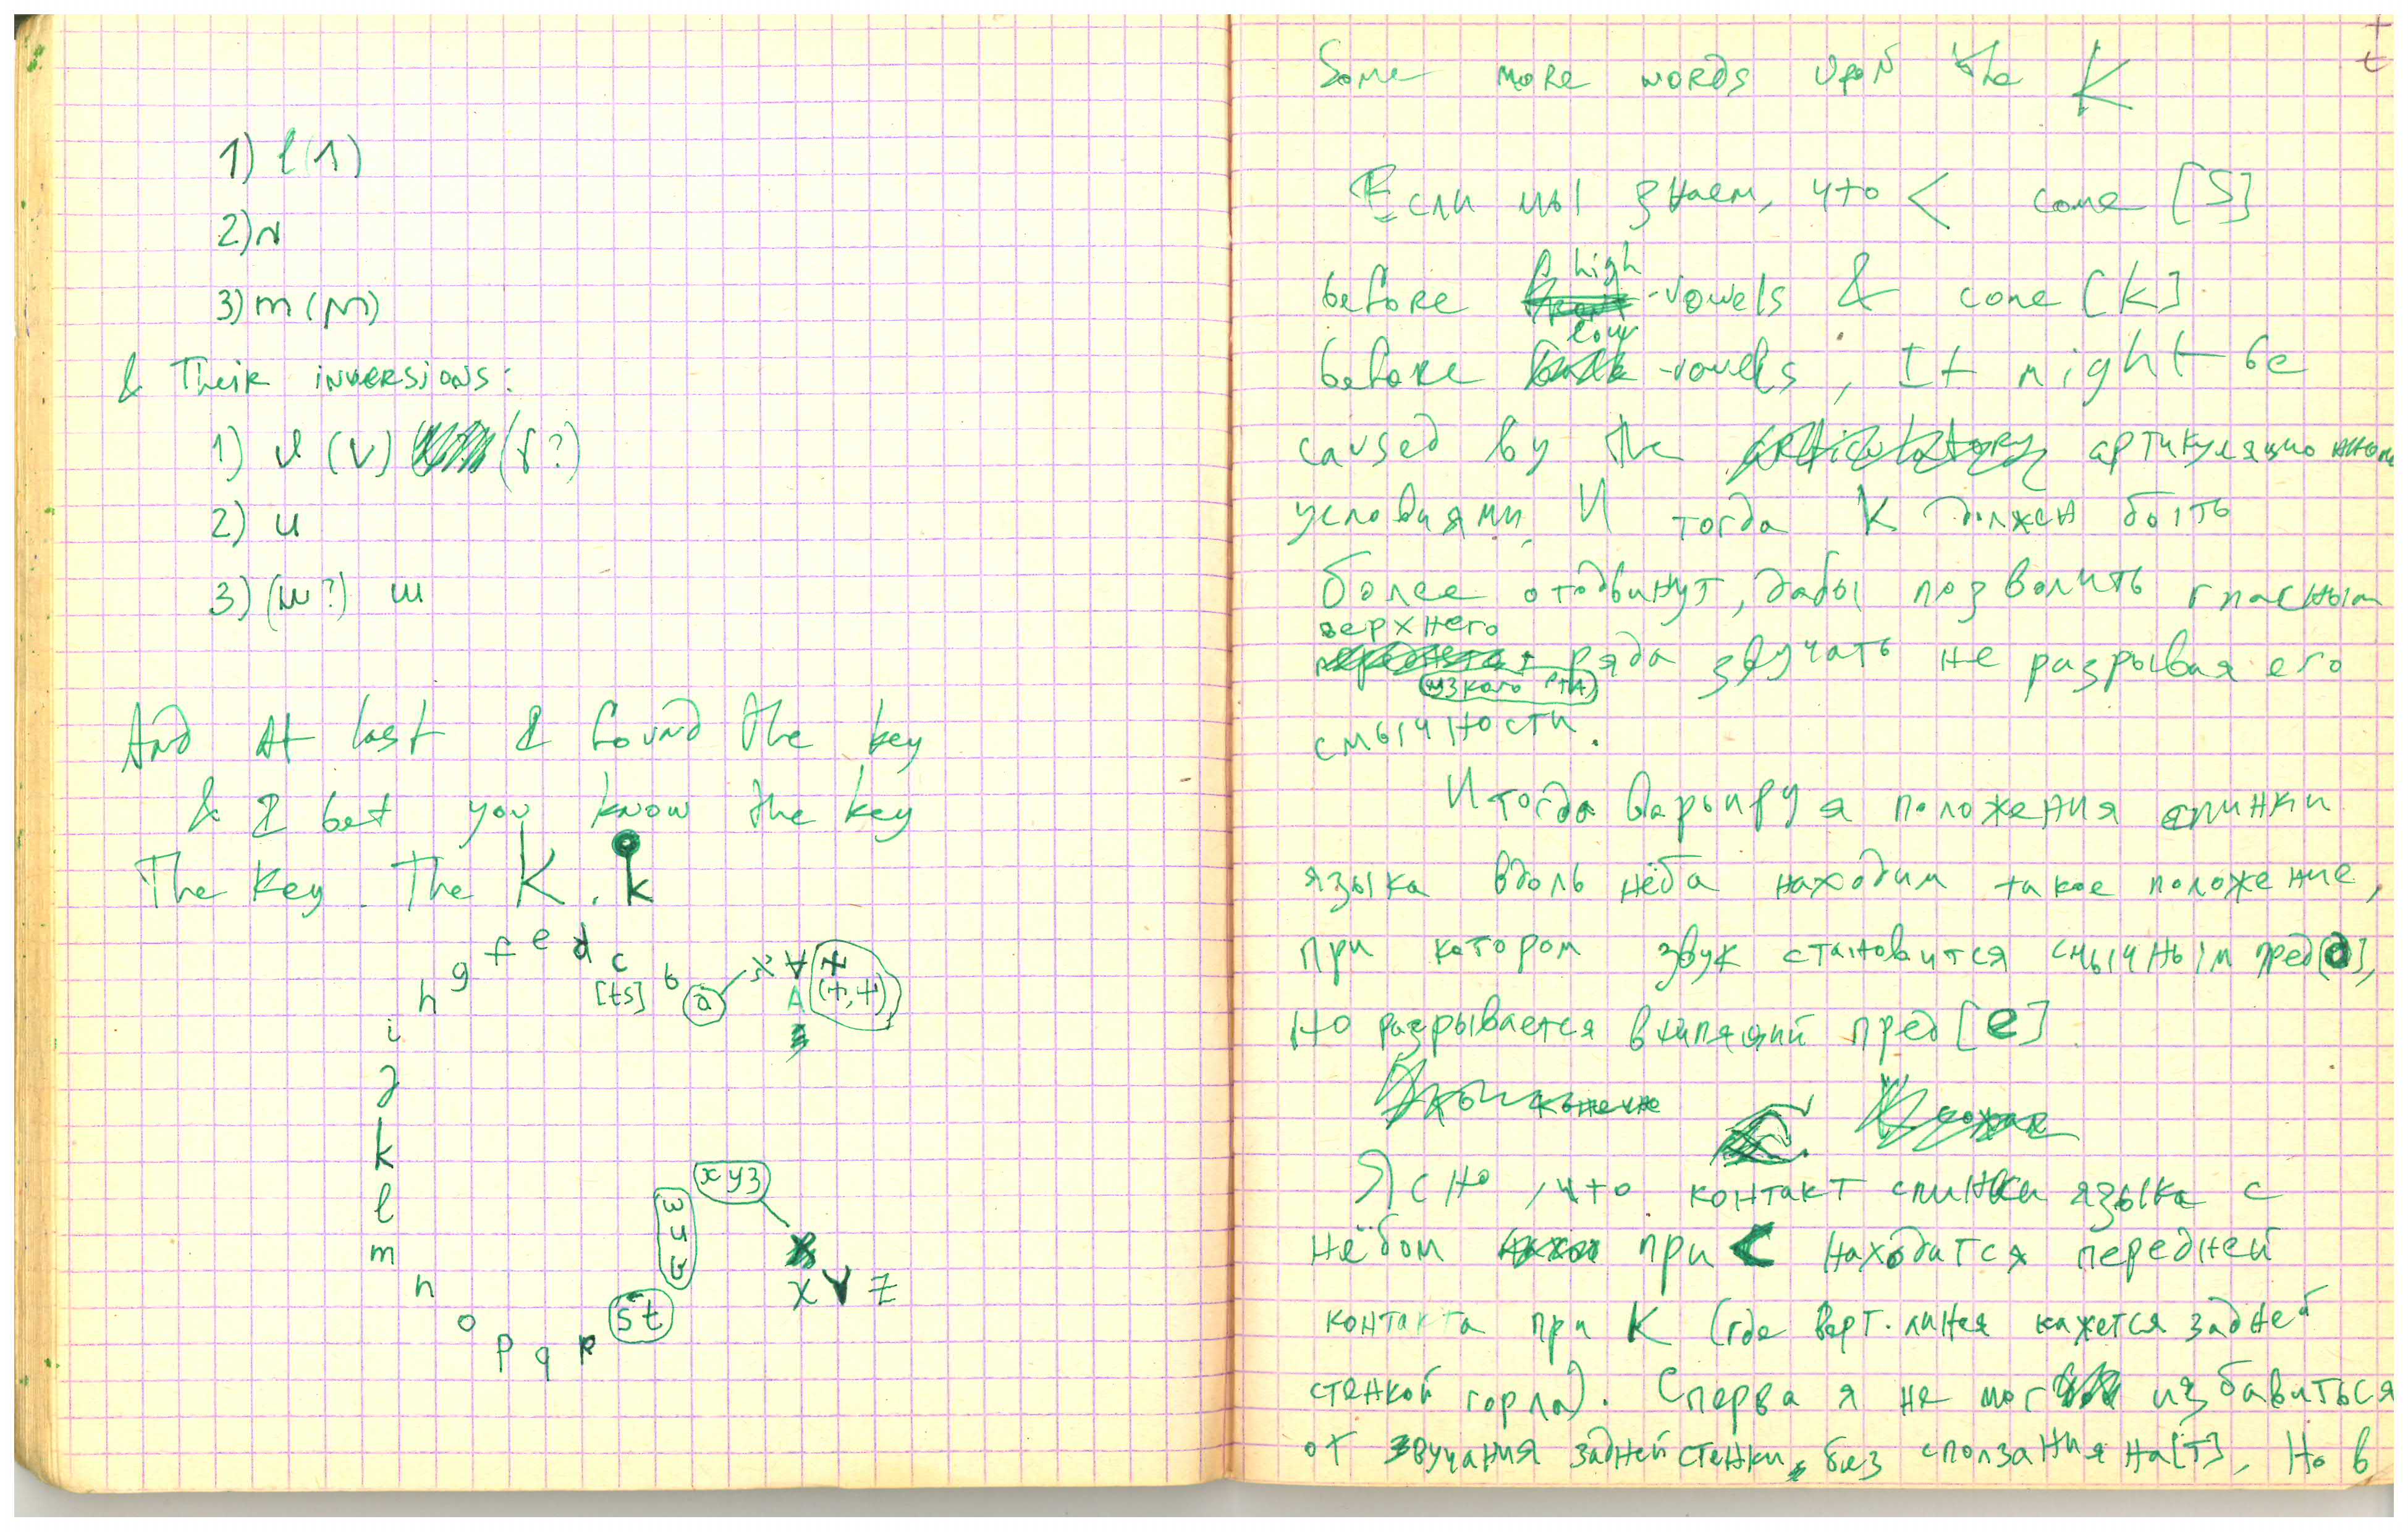 1) l (1)
2) N
3) m (M)
& Their inversions:
1) (V) (?)
2) u
3) (w?) ш
And At last I found the key
& I bet you know the key
The Key. The K. k
h g f e d c b a
[ts]
x y
A
(+, +)
i
j
k
l
m
n
o
p q R s t
w u v
x y z
X Y Z
Some more words upoN the K
t
Если мы знаем, что < come [S]
before high -vowels & come [k]
before low -vowels, It might be
caused by the артикуляционными
условиями, И тогда K должен быть
более отодвинут, дабы позволить гласным
верхнего
ряда звучать не разрывая его
(узкого рта)
смычности.
И тогда варьируя положения спинки
языка вдоль нёба находим такое положение,
при котором звук становится смычным пред [a],
но разрывается в шипящий пред [e].
конечно
Ясно, что контакт спинки языка с
нёбом при < находится передней
контакта при K (где верт. линия кажется задней
стенкой горла). Сперва я не мог избавиться
от звучания задней стенки, без сползания на [т], Но в